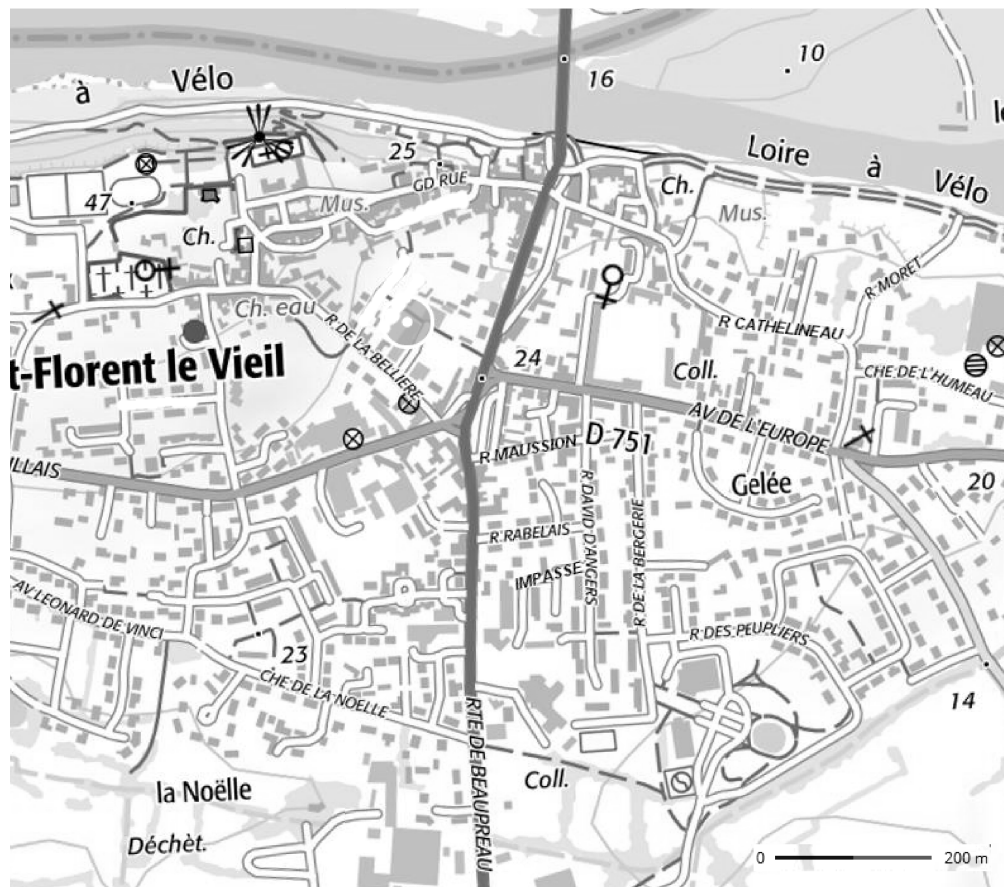 16
10
à
Vélo
25
GD RUE
Loire
à
Vélo
Ch.
Mus.
Mus.
47
Ch.
Ch. eau
R. MORET
R. DE LA BELLIERE
R CATHELINEAU
24
t-Florent le Vieil
Coll.
CHE DE L'HUMEAU
AV. DE L'EUROPE
D 751
R MAUSSION
ILLAIS
Gelée
20
R DAVID D'ANGERS
R DE LA BERGERIE
R RABELAIS
IMPASSE
AV LEONARD DE VINCI
R DES PEUPLIERS
23
CHE DE LA NOELLE
14
RTE DE BEAUPREAU
la Noëlle
Coll.
Déchèt.
0 200 m